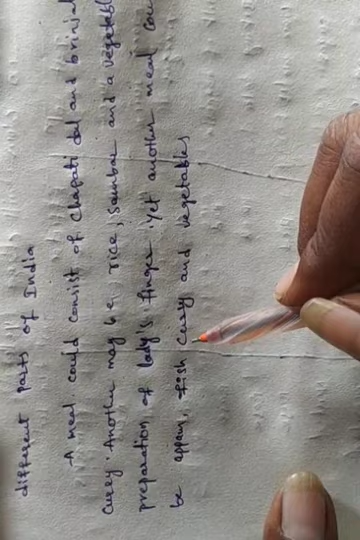 different parts of India
A meal could consist of chapati dal and brinjal
curry. Another may be rice, sambar and a vegetable
preparation of lady's finger. Yet another meal cou
be appam, fish curry and vegetables